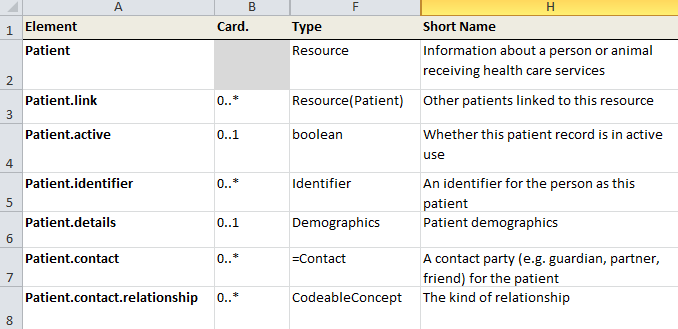 A B F H
1 Element Card. Type Short Name
2 Patient Resource Information about a person or animal
receiving health care services
3 Patient.link 0..* Resource(Patient) Other patients linked to this resource
4 Patient.active 0..1 boolean Whether this patient record is in active
use
5 Patient.identifier 0..* Identifier An identifier for the person as this
patient
6 Patient.details 0..1 Demographics Patient demographics
7 Patient.contact 0..* =Contact A contact party (e.g. guardian, partner,
friend) for the patient
8 Patient.contact.relationship 0..* CodeableConcept The kind of relationship